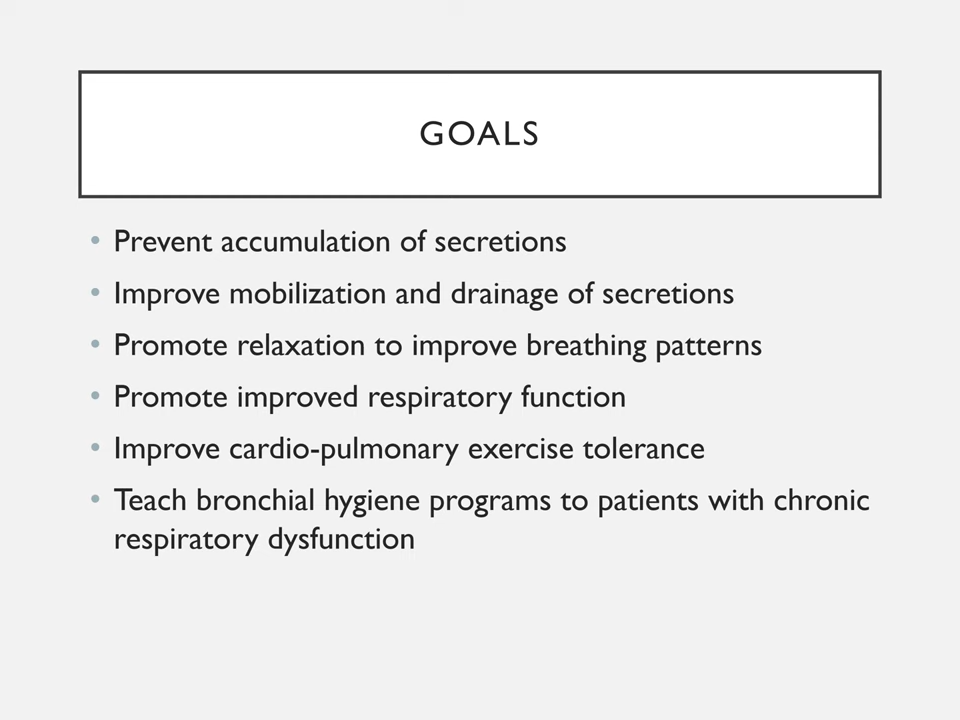 GOALS
• Prevent accumulation of secretions
• Improve mobilization and drainage of secretions
• Promote relaxation to improve breathing patterns
• Promote improved respiratory function
• Improve cardio-pulmonary exercise tolerance
• Teach bronchial hygiene programs to patients with chronic
respiratory dysfunction